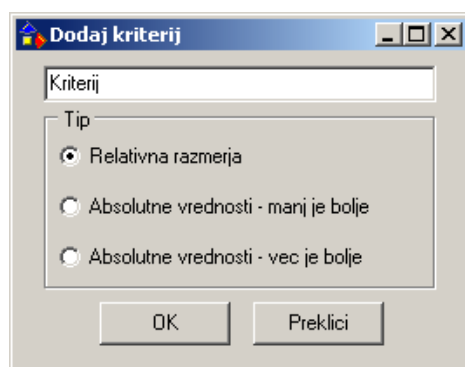 Dodaj kriterij
Kriterij
Tip
Relativna razmerja
Absolutne vrednosti - manj je bolje
Absolutne vrednosti - vec je bolje
OK Preklici